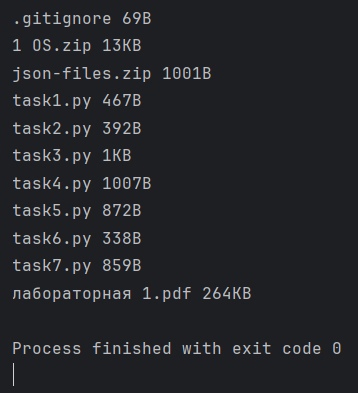 .gitignore 69B
1 OS.zip 13KB
json-files.zip 1001B
task1.py 467B
task2.py 392B
task3.py 1KB
task4.py 1007B
task5.py 872B
task6.py 338B
task7.py 859B
лабораторная 1.pdf 264KB
Process finished with exit code 0